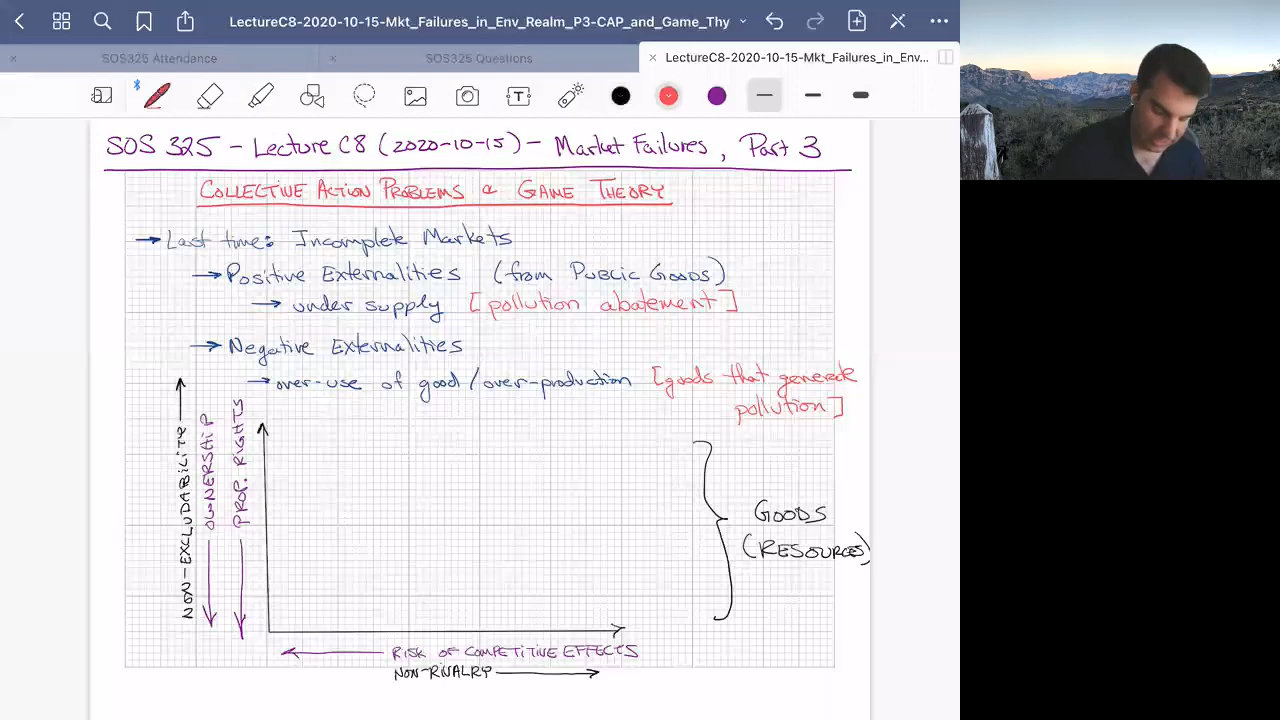 LectureC8-2020-10-15-Mkt_Failures_in_Env_Realm_P3-CAP_and_Game_Thy
SOS325 Attendance
SOS325 Questions
LectureC8-2020-10-15-Mkt_Failures_in_Env...
SOS 325 - Lecture C8 (2020-10-15) - Market Failures, Part 3
COLLECTIVE ACTION PROBLEMS & GAME THEORY
→ Last time: Incomplete Markets
→ Positive Externalities (from PUBLIC GOODS)
→ under supply [pollution abatement]
→ Negative Externalities
→ over-use of good/over-production [goods that generate
pollution]
NON-EXCLUDABILITY
OWNERSHIP
PROP. RIGHTS
GOODS
(RESOURCES)
RISK OF COMPETITIVE EFFECTS
NON-RIVALRY